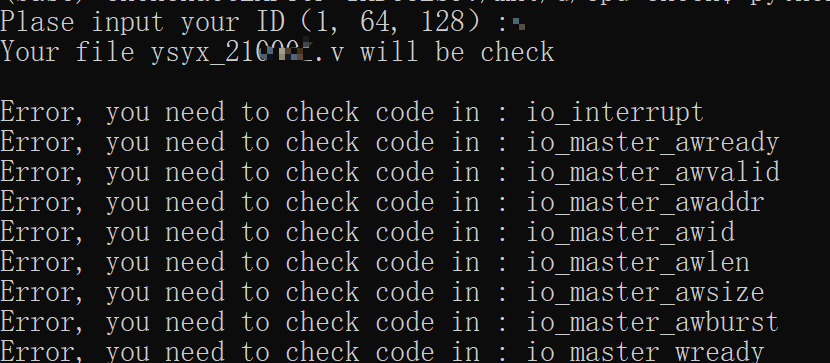 Plase input your ID (1, 64, 128) :
Your file .v will be check
Error, you need to check code in : io_interrupt
Error, you need to check code in : io_master_awready
Error, you need to check code in : io_master_awvalid
Error, you need to check code in : io_master_awaddr
Error, you need to check code in : io_master_awid
Error, you need to check code in : io_master_awlen
Error, you need to check code in : io_master_awsize
Error, you need to check code in : io_master_awburst
Error, you need to check code in : io_master_wready